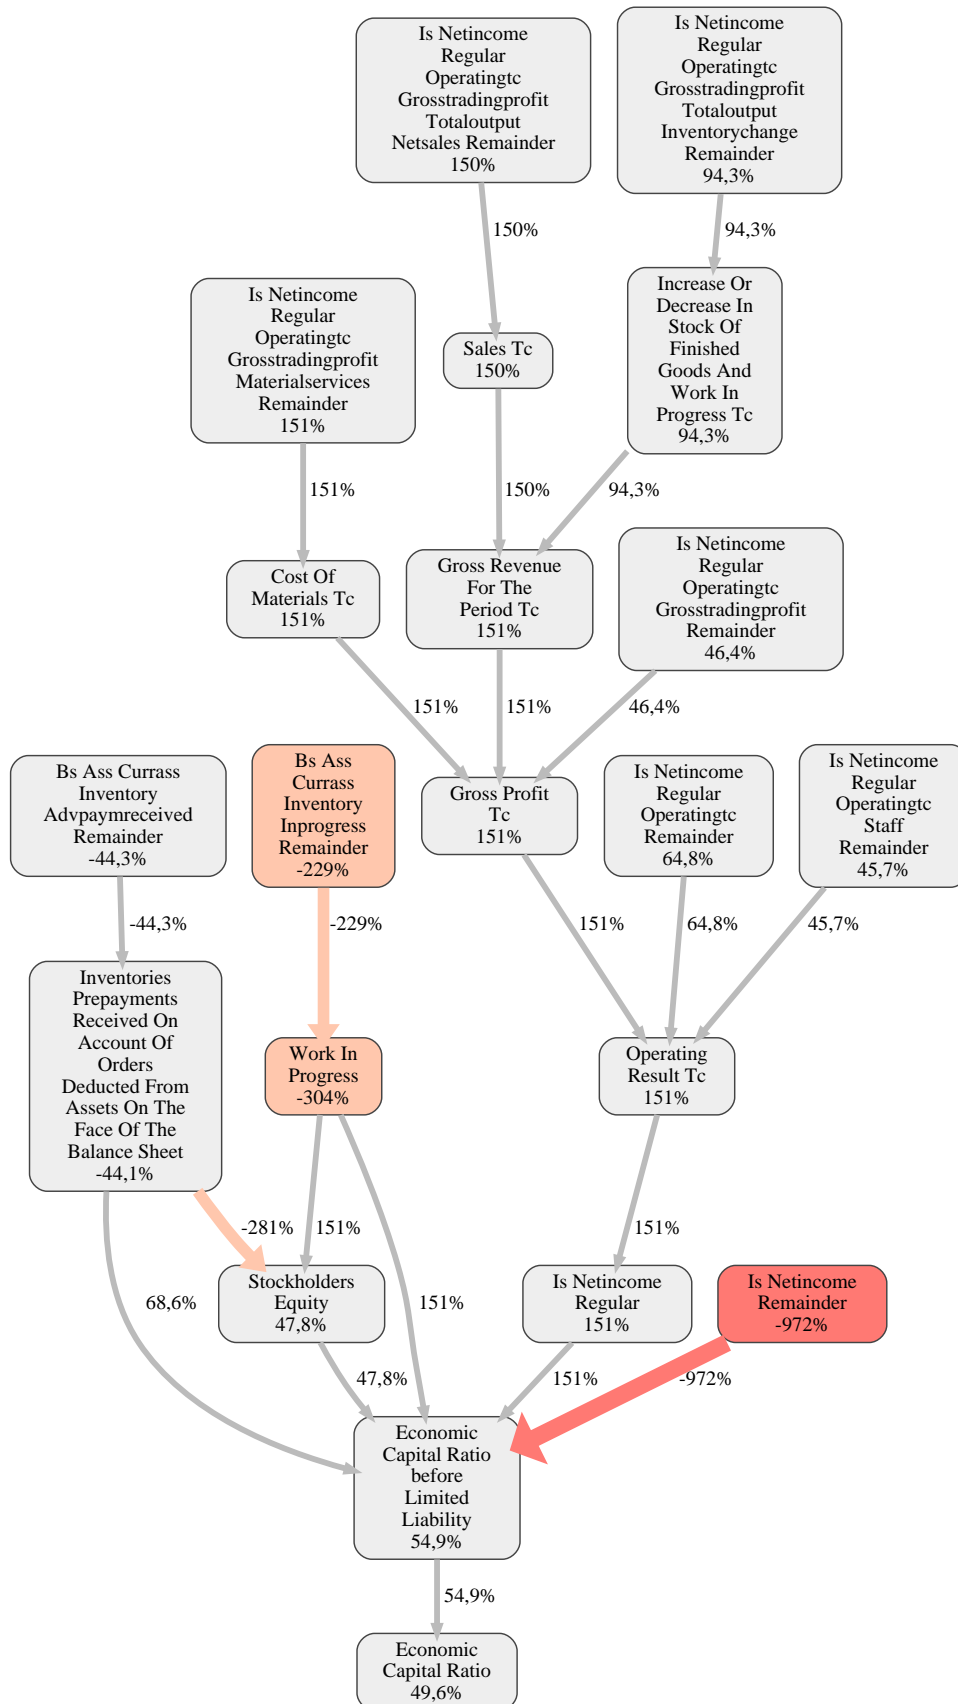 Is Netincome
Regular
Operatingtc
Grosstradingprofit
Totaloutput
Netsales Remainder
150%
Is Netincome
Regular
Operatingtc
Grosstradingprofit
Totaloutput
Inventorychange
Remainder
94,3%
150%
94,3%
Is Netincome
Regular
Operatingtc
Grosstradingprofit
Materialservices
Remainder
151%
Sales Tc
150%
Increase Or
Decrease In
Stock Of
Finished
Goods And
Work In
Progress Tc
94,3%
151%
150%
94,3%
Cost Of
Materials Tc
151%
Gross Revenue
For The
Period Tc
151%
Is Netincome
Regular
Operatingtc
Grosstradingprofit
Remainder
46,4%
151%
151%
46,4%
Bs Ass Currass
Inventory
Advpaymreceived
Remainder
-44,3%
Bs Ass
Currass
Inventory
Inprogress
Remainder
-229%
Gross Profit
Tc
151%
Is Netincome
Regular
Operatingtc
Remainder
64,8%
Is Netincome
Regular
Operatingtc
Staff
Remainder
45,7%
-44,3%
-229%
151%
64,8%
45,7%
Inventories
Prepayments
Received On
Account Of
Orders
Deducted From
Assets On The
Face Of The
Balance Sheet
-44,1%
Work In
Progress
-304%
Operating
Result Tc
151%
-281%
151%
151%
68,6%
Stockholders
Equity
47,8%
151%
Is Netincome
Regular
151%
Is Netincome
Remainder
-972%
47,8%
151%
-972%
Economic
Capital Ratio
before
Limited
Liability
54,9%
54,9%
Economic
Capital Ratio
49,6%